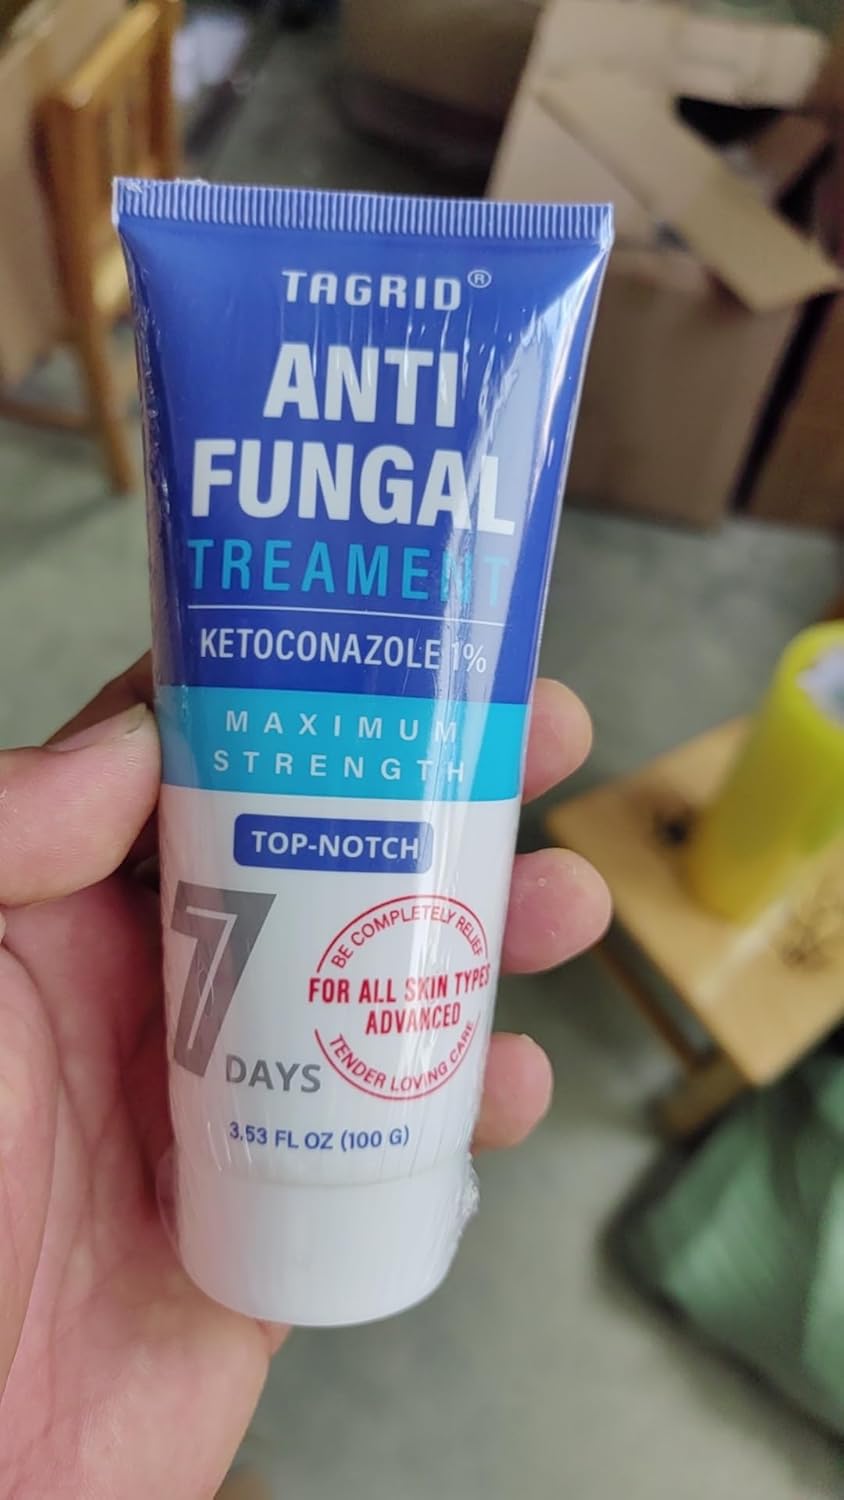 TAGRID®
ANTI
FUNGAL
TREAMENT
KETOCONAZOLE 1%
MAXIMUM
STRENGTH
TOP-NOTCH
7
DAYS
BE COMPLETELY RELIEF
FOR ALL SKIN TYPES
ADVANCED
TENDER LOVING CARE
3.53 FL OZ (100 G)